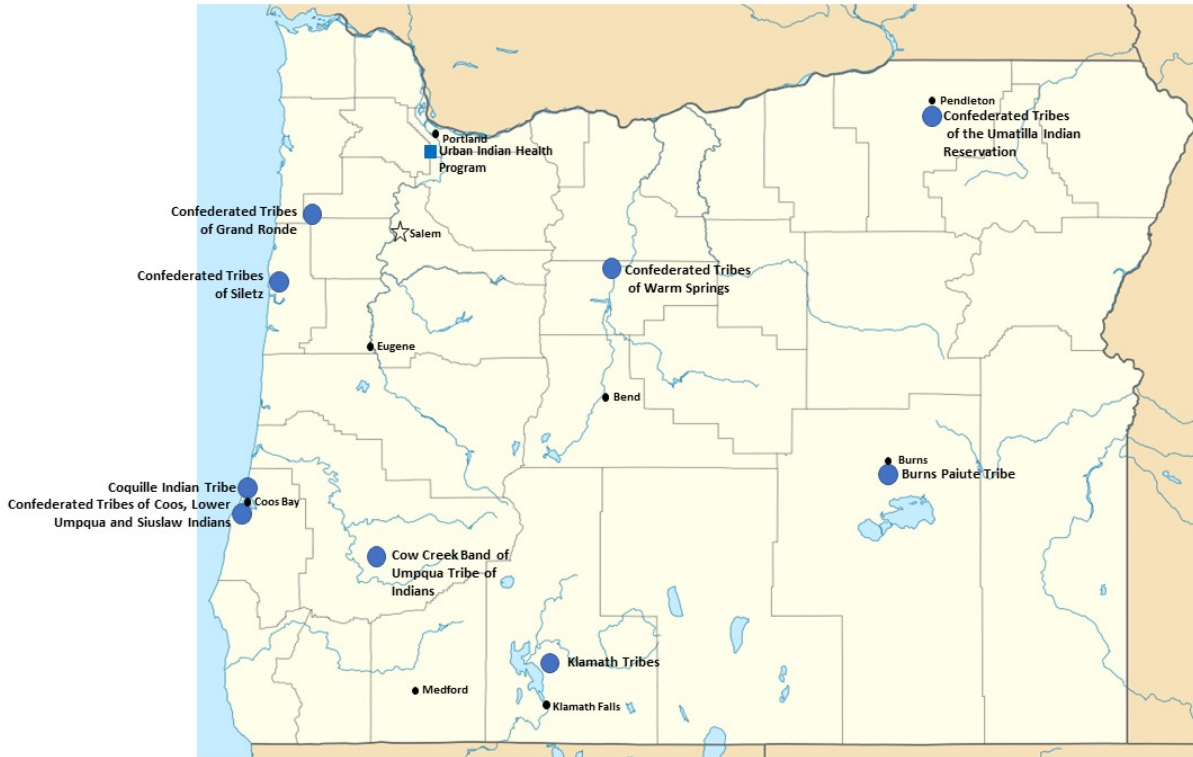 Pendleton
Confederated Tribes
of the Umatilla Indian
Reservation
Portland
Urban Indian Health
Program
Confederated Tribes
of Grand Ronde
Salem
Confederated Tribes
of Siletz
Confederated Tribes
of Warm Springs
Eugene
Bend
Burns
Burns Paiute Tribe
Coquille Indian Tribe
Coos Bay
Confederated Tribes of Coos, Lower
Umpqua and Siuslaw Indians
Cow Creek Band of
Umpqua Tribe of
Indians
Klamath Tribes
Medford
Klamath Falls